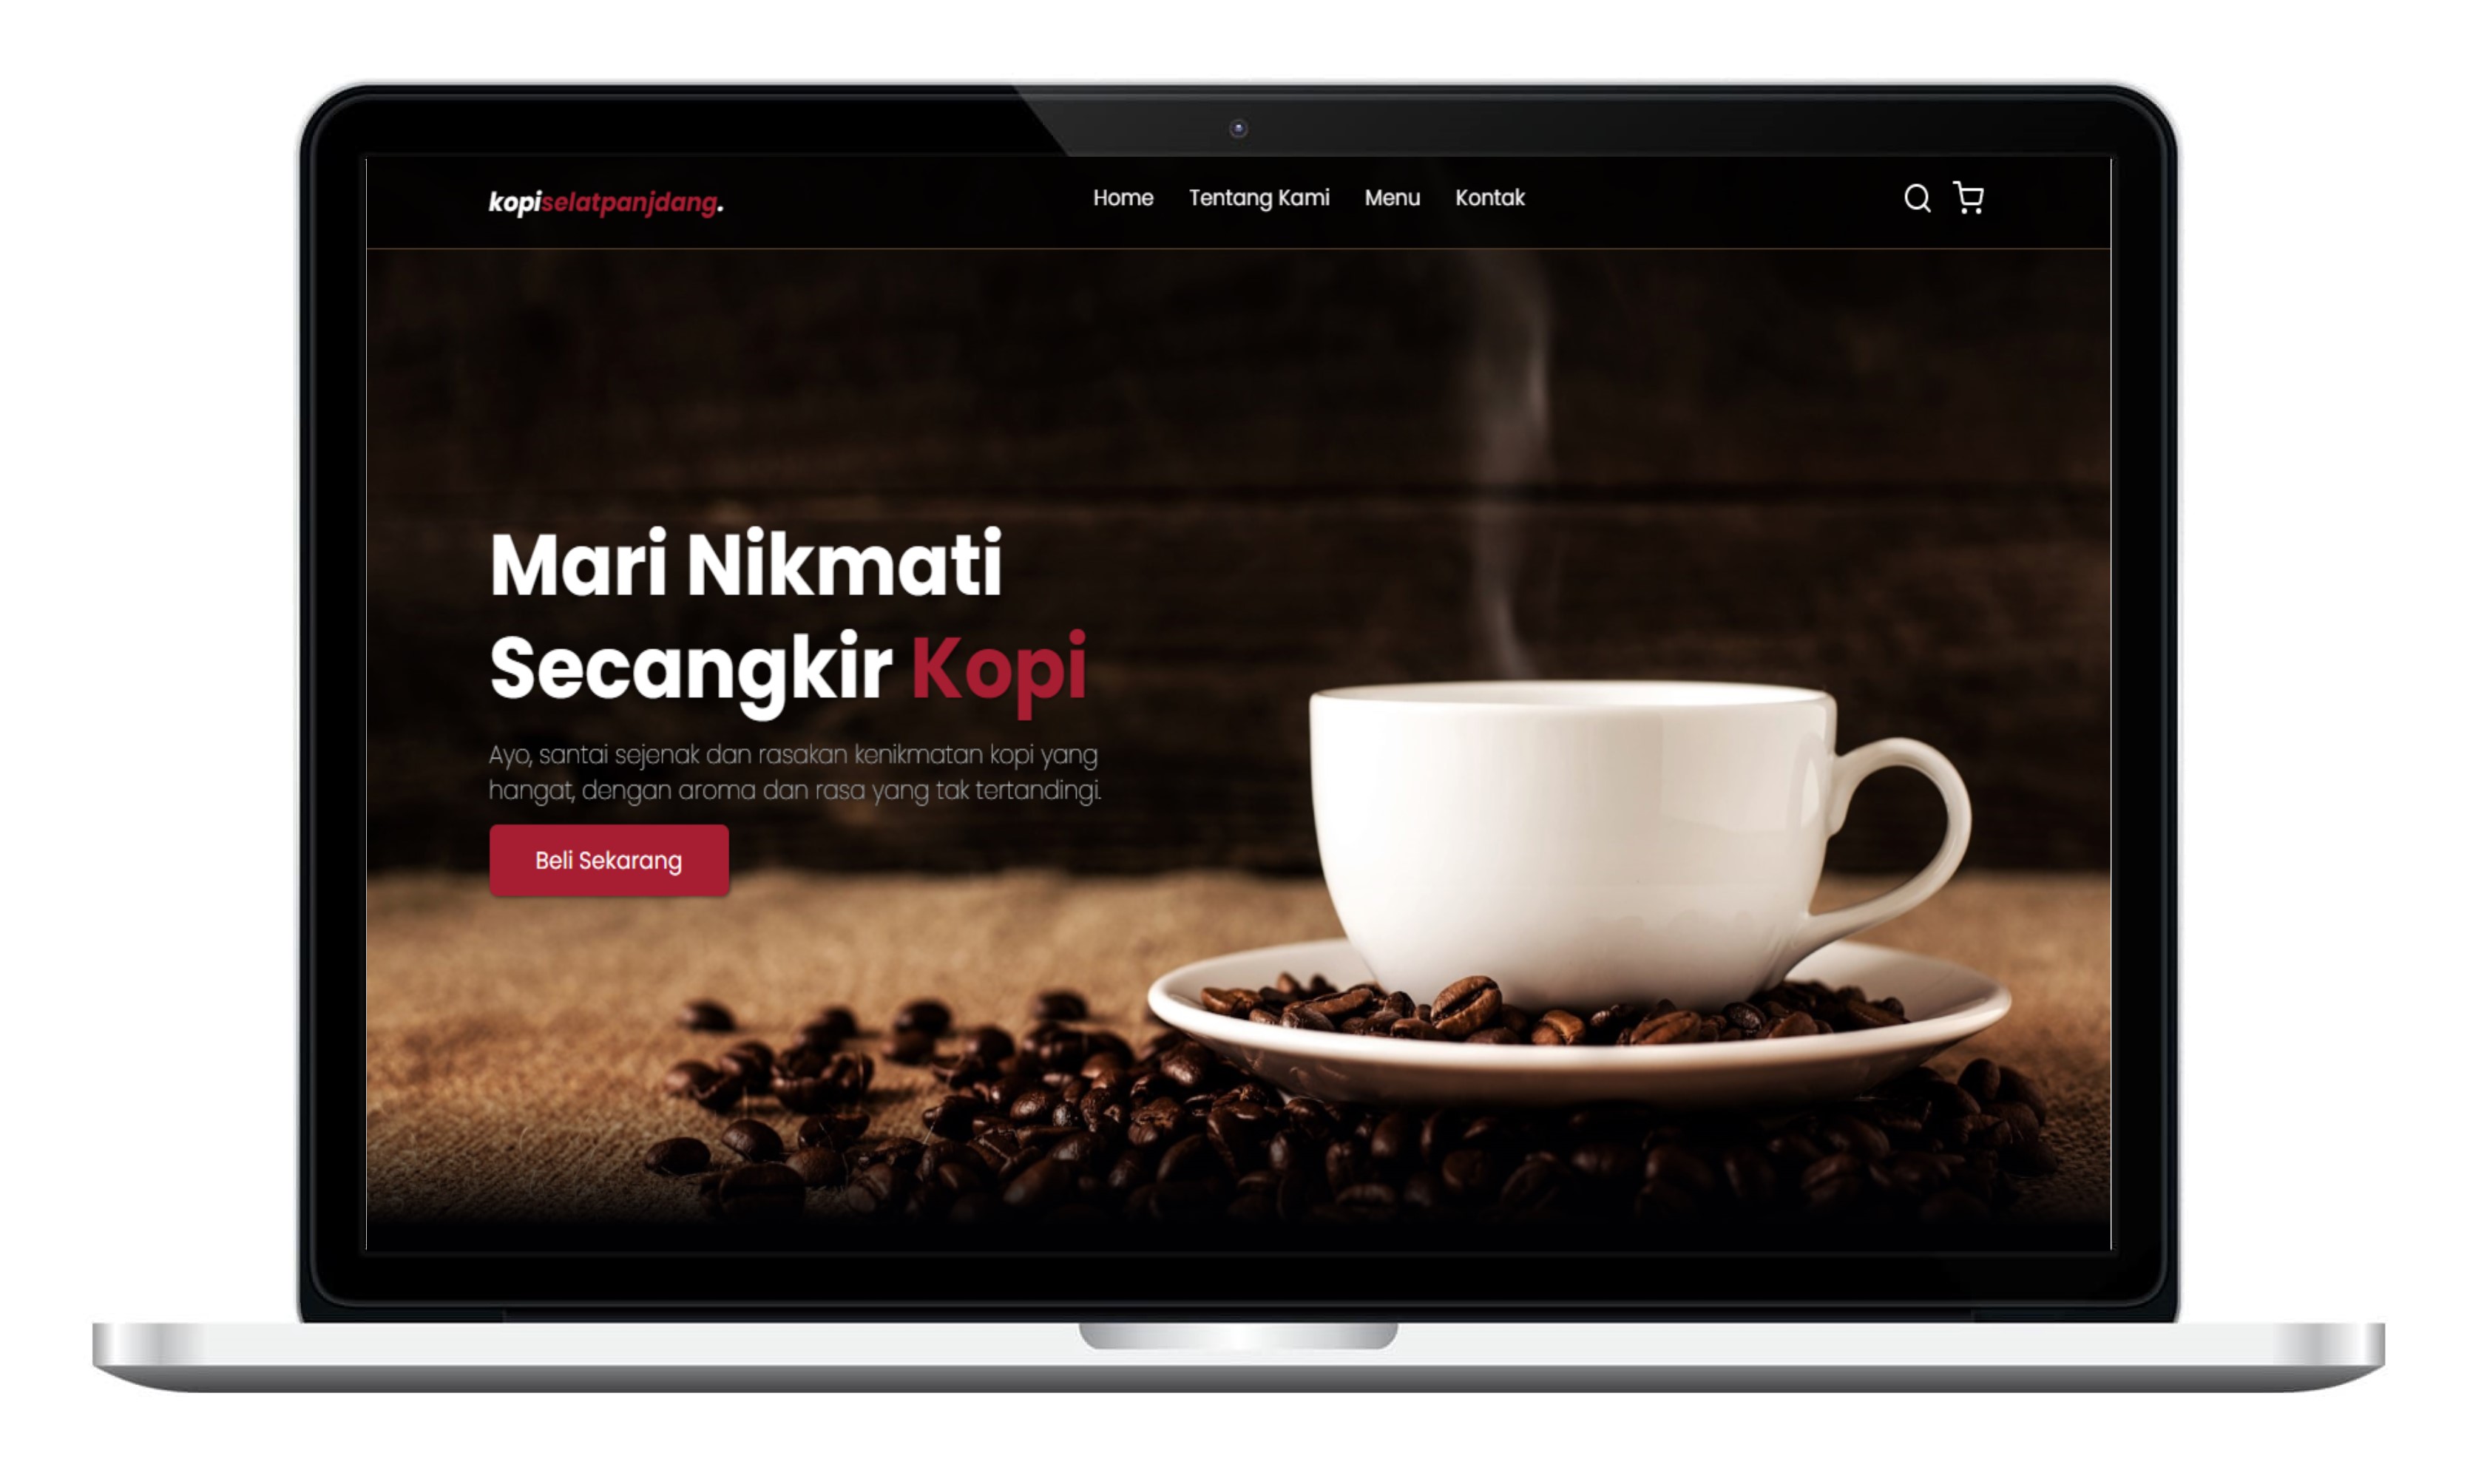 kopiselatpanjdang.
Home Tentang Kami Menu Kontak
Mari Nikmati
Secangkir Kopi
Ayo, santai sejenak dan rasakan kenikmatan kopi yang
hangat, dengan aroma dan rasa yang tak tertandingi.
Beli Sekarang